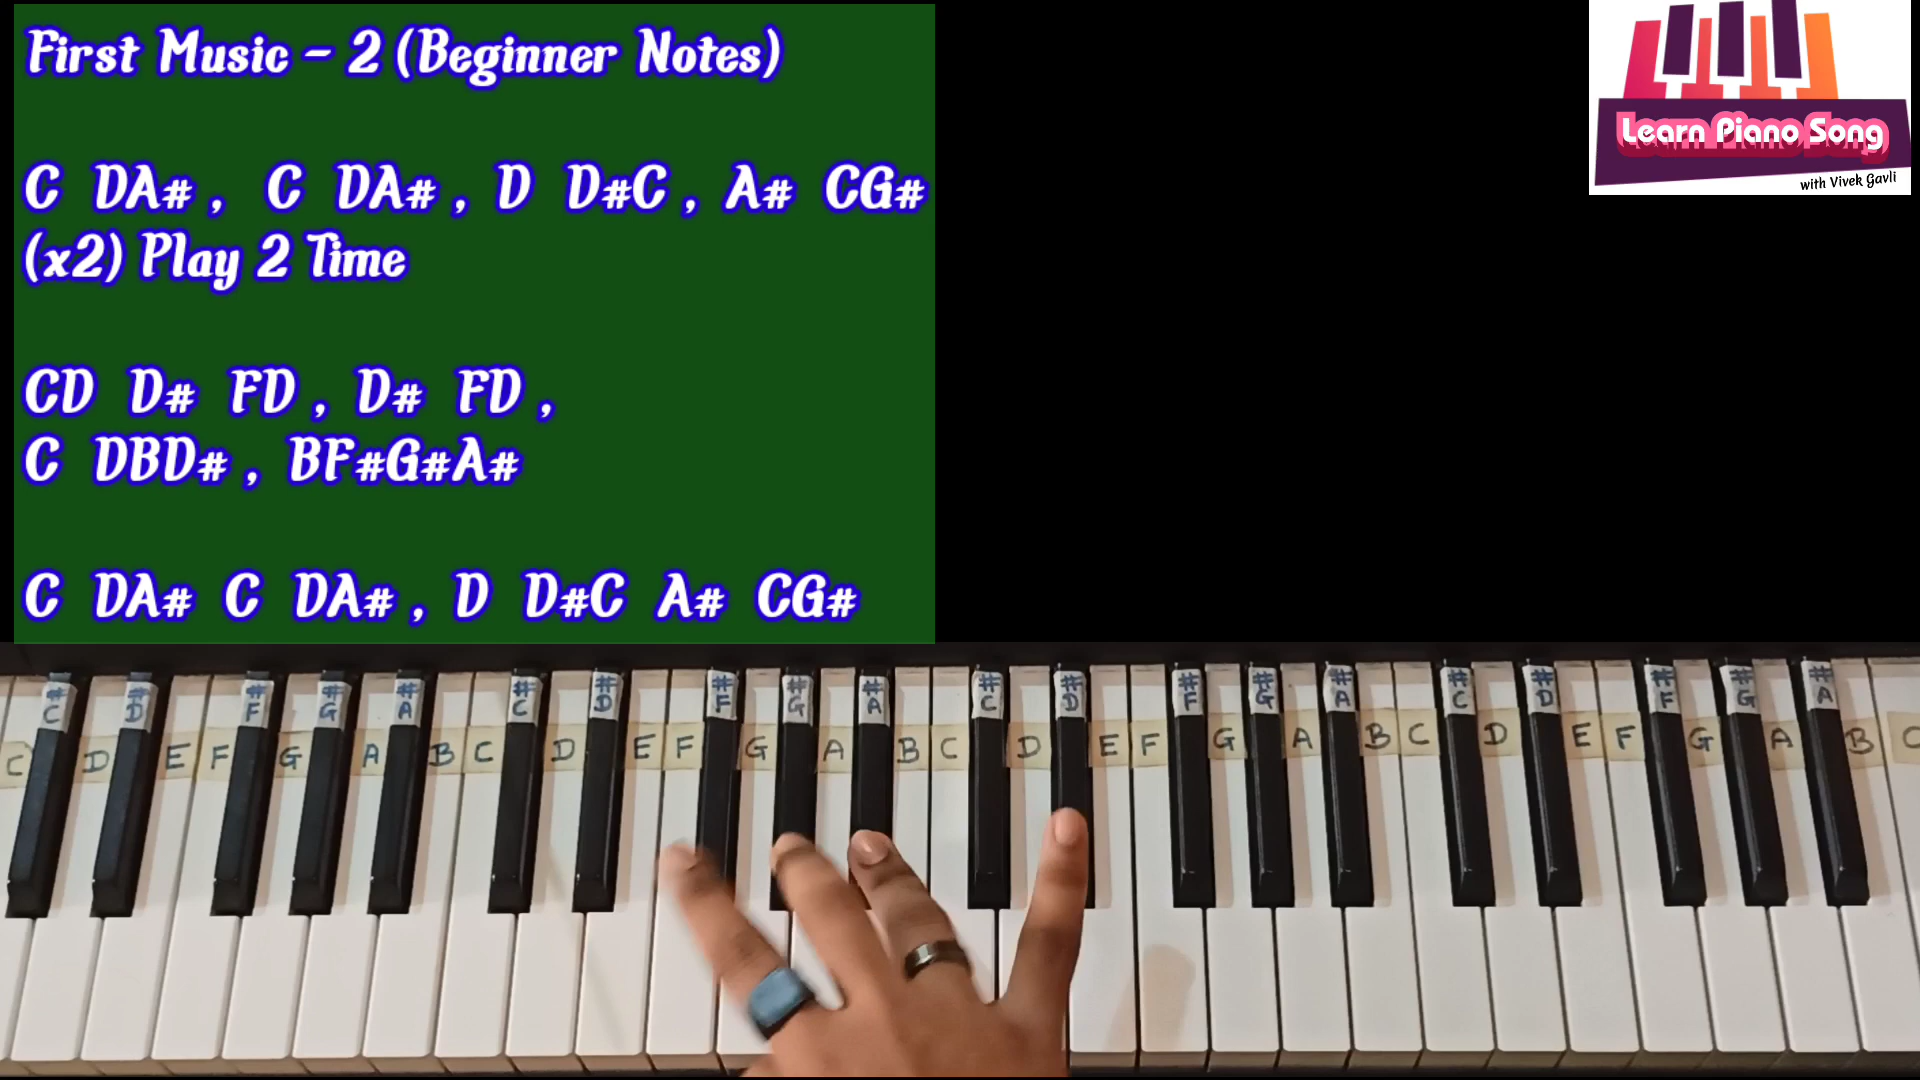 First Music - 2 (Beginner Notes)
C DA# , C DA# , D D#C , A# CG#
(x2) Play 2 Time
CD D# FD , D# FD ,
C DBD# , BF#G#A#
C DA# C DA# , D D#C A# CG#
Learn Piano Song
with Vivek Gavli
#C #D #F #G #A #C #D #F #G #A #C #D #F #G #A #C #D #F #G #A
C D E F G A B C D E F G A B C D E F G A B C D E F G A B C